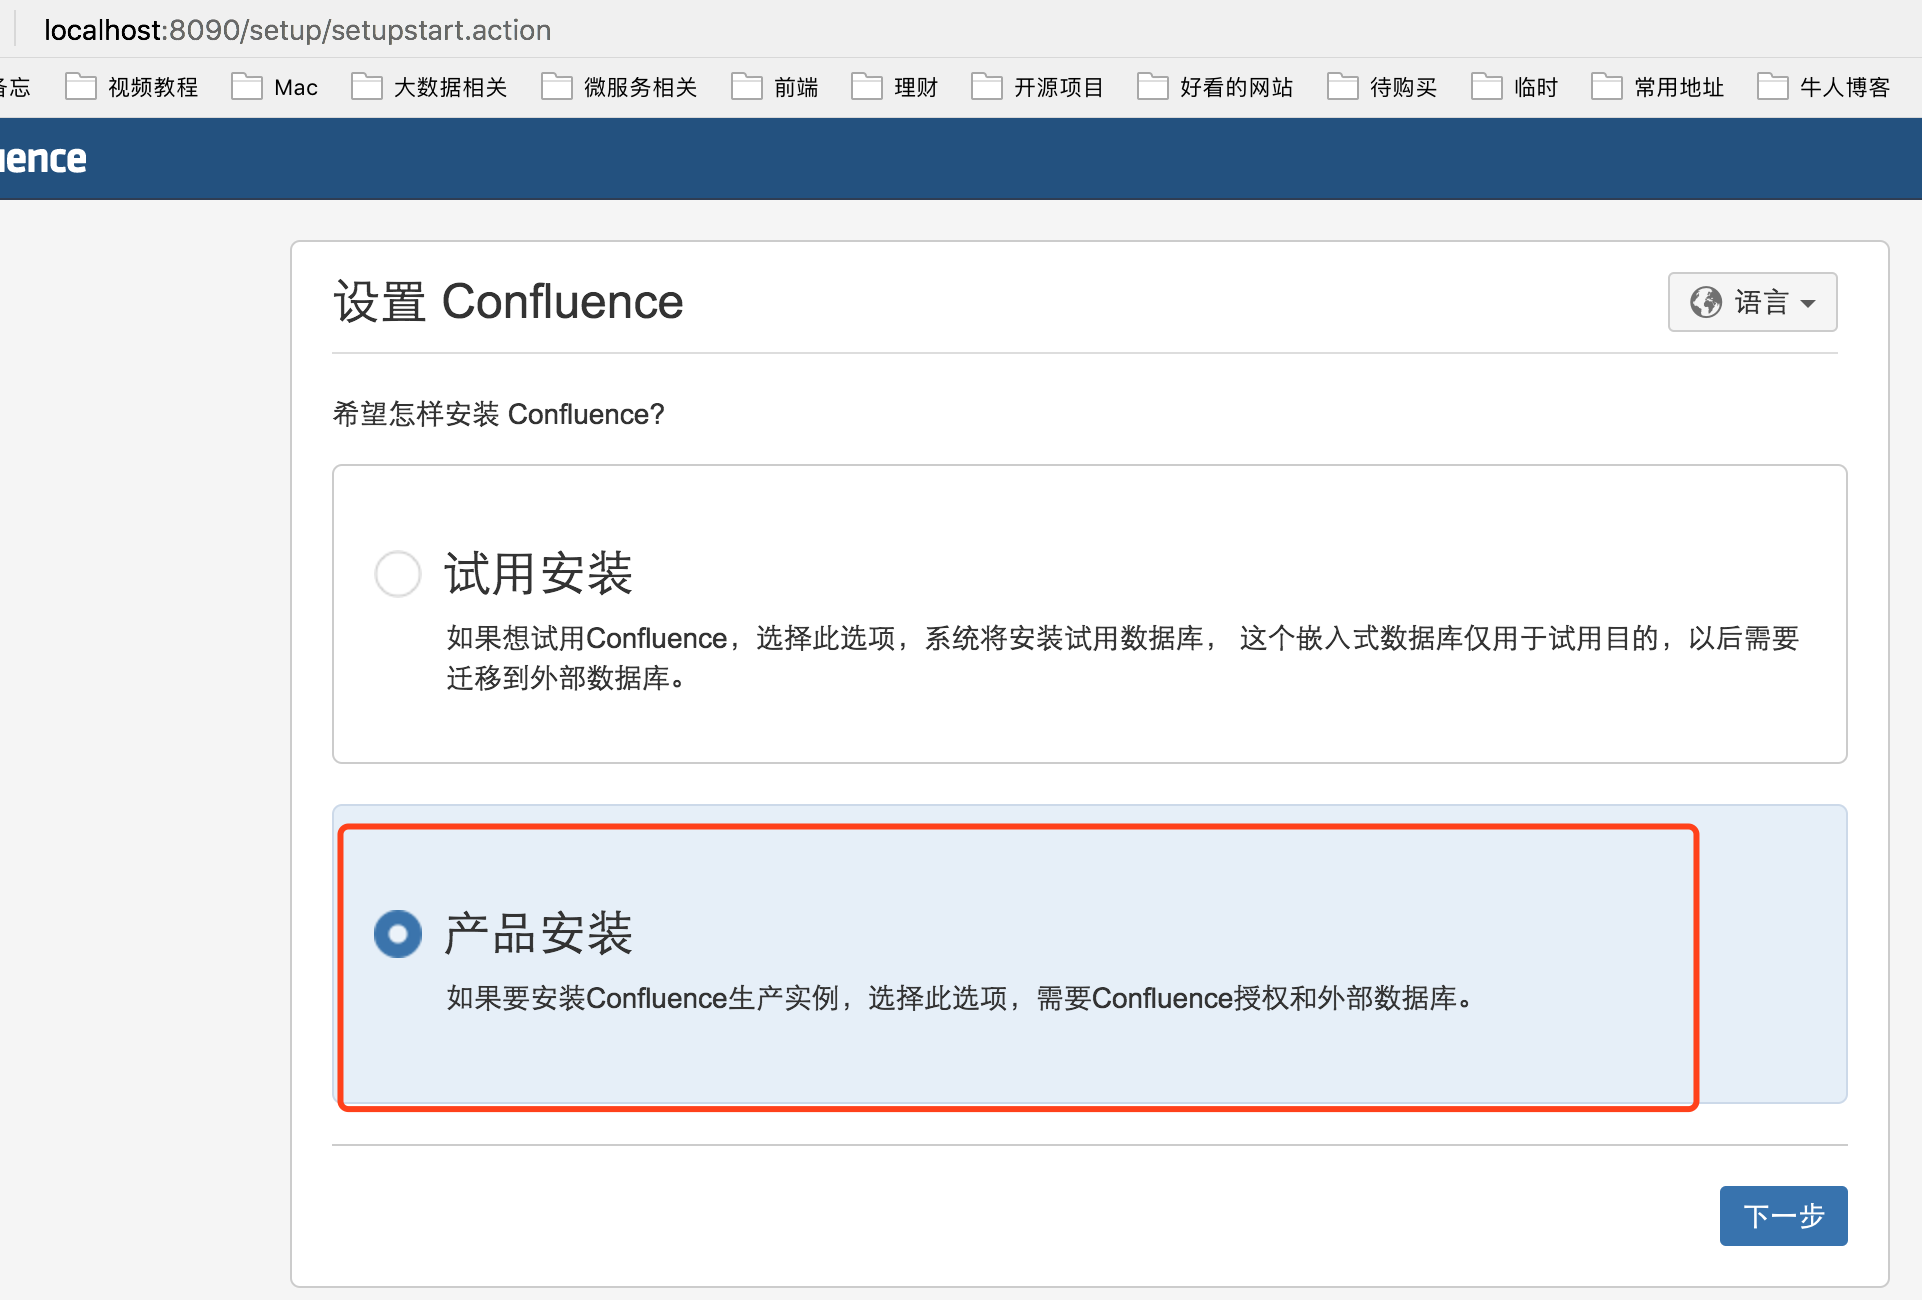 localhost:8090/setup/setupstart.action
备忘 视频教程 Mac 大数据相关 微服务相关 前端 理财 开源项目 好看的网站 待购买 临时 常用地址 牛人博客
uence
设置 Confluence
语言
希望怎样安装 Confluence?
试用安装
如果想试用Confluence，选择此选项，系统将安装试用数据库， 这个嵌入式数据库仅用于试用目的，以后需要
迁移到外部数据库。
产品安装
如果要安装Confluence生产实例，选择此选项，需要Confluence授权和外部数据库。
下一步